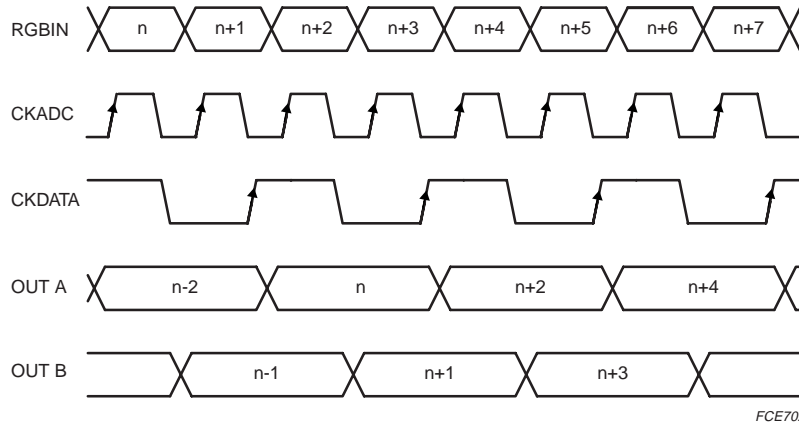 RGBIN n n+1 n+2 n+3 n+4 n+5 n+6 n+7
CKADC
CKDATA
OUT A n-2 n n+2 n+4
OUT B n-1 n+1 n+3